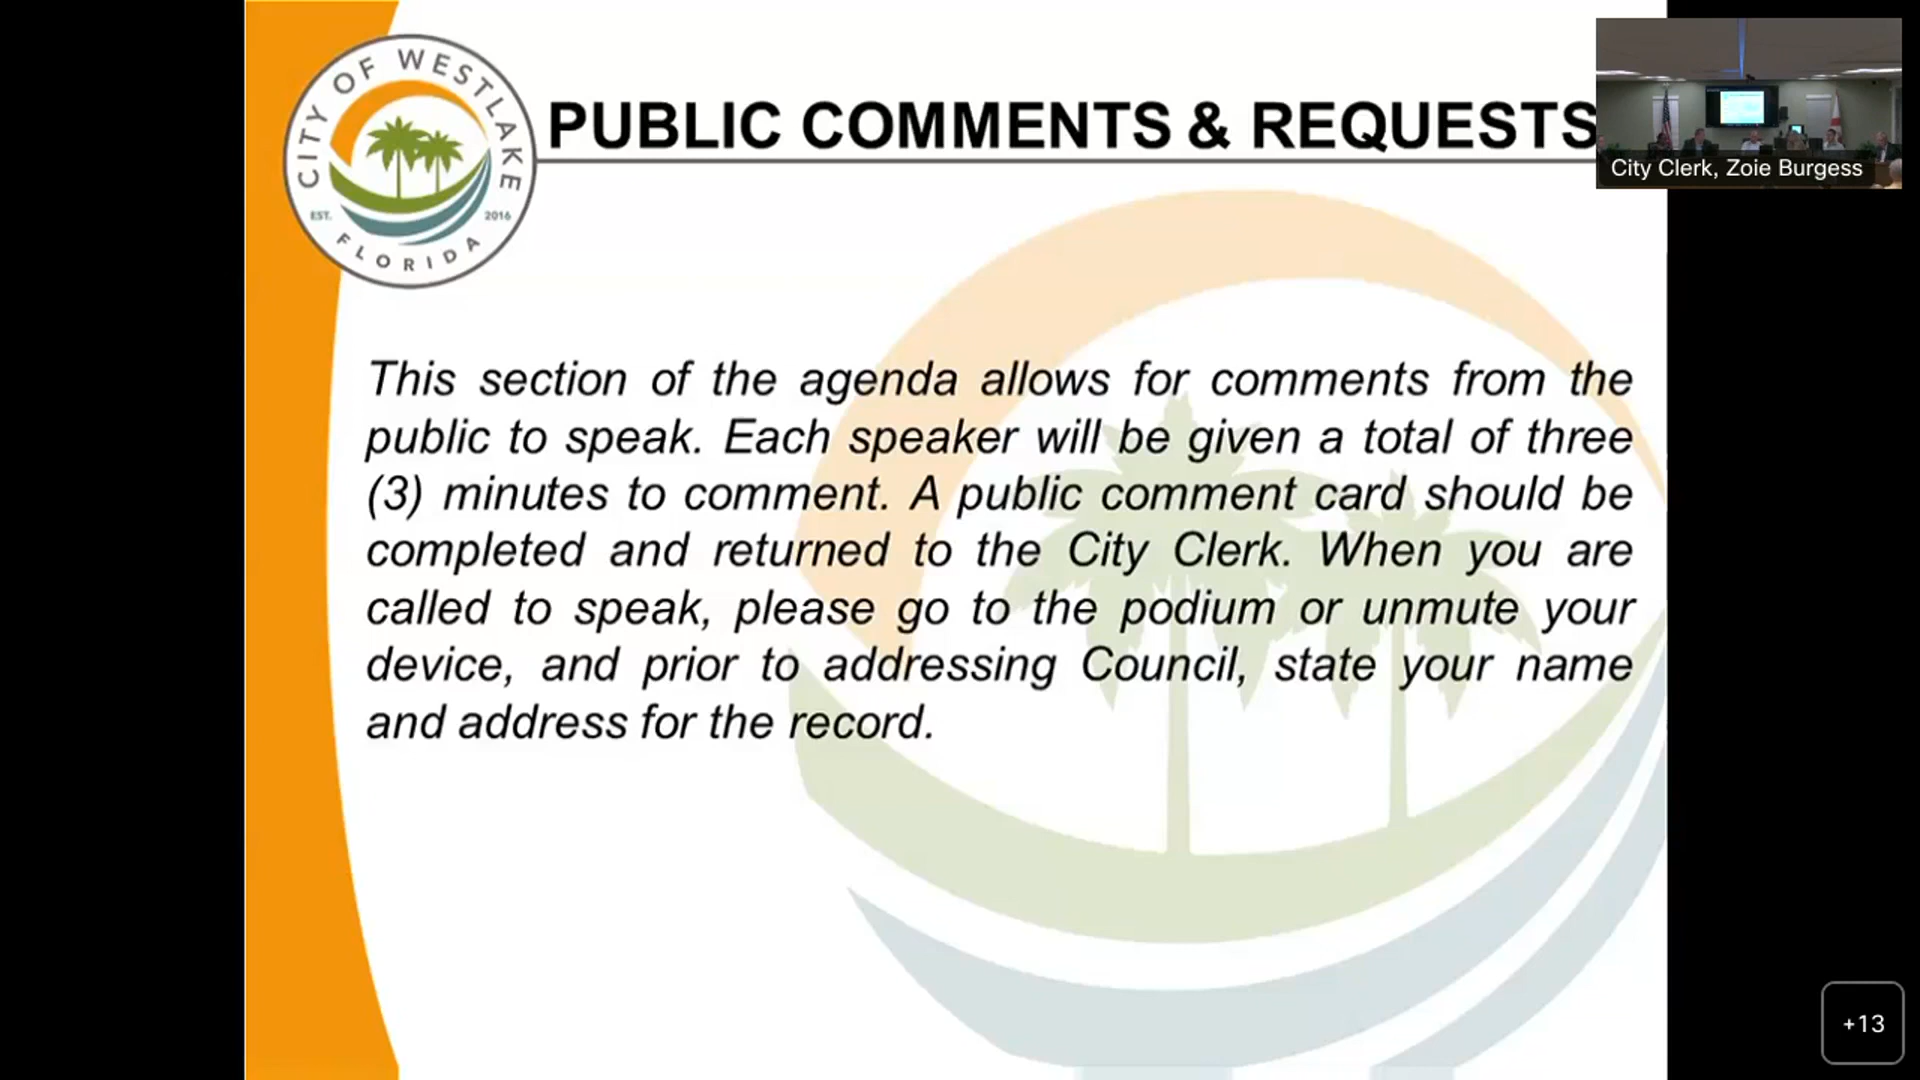 CITY OF WESTLAKE
EST. 2016
FLORIDA
PUBLIC COMMENTS & REQUESTS
City Clerk, Zoie Burgess
This section of the agenda allows for comments from the
public to speak. Each speaker will be given a total of three
(3) minutes to comment. A public comment card should be
completed and returned to the City Clerk. When you are
called to speak, please go to the podium or unmute your
device, and prior to addressing Council, state your name
and address for the record.
+13